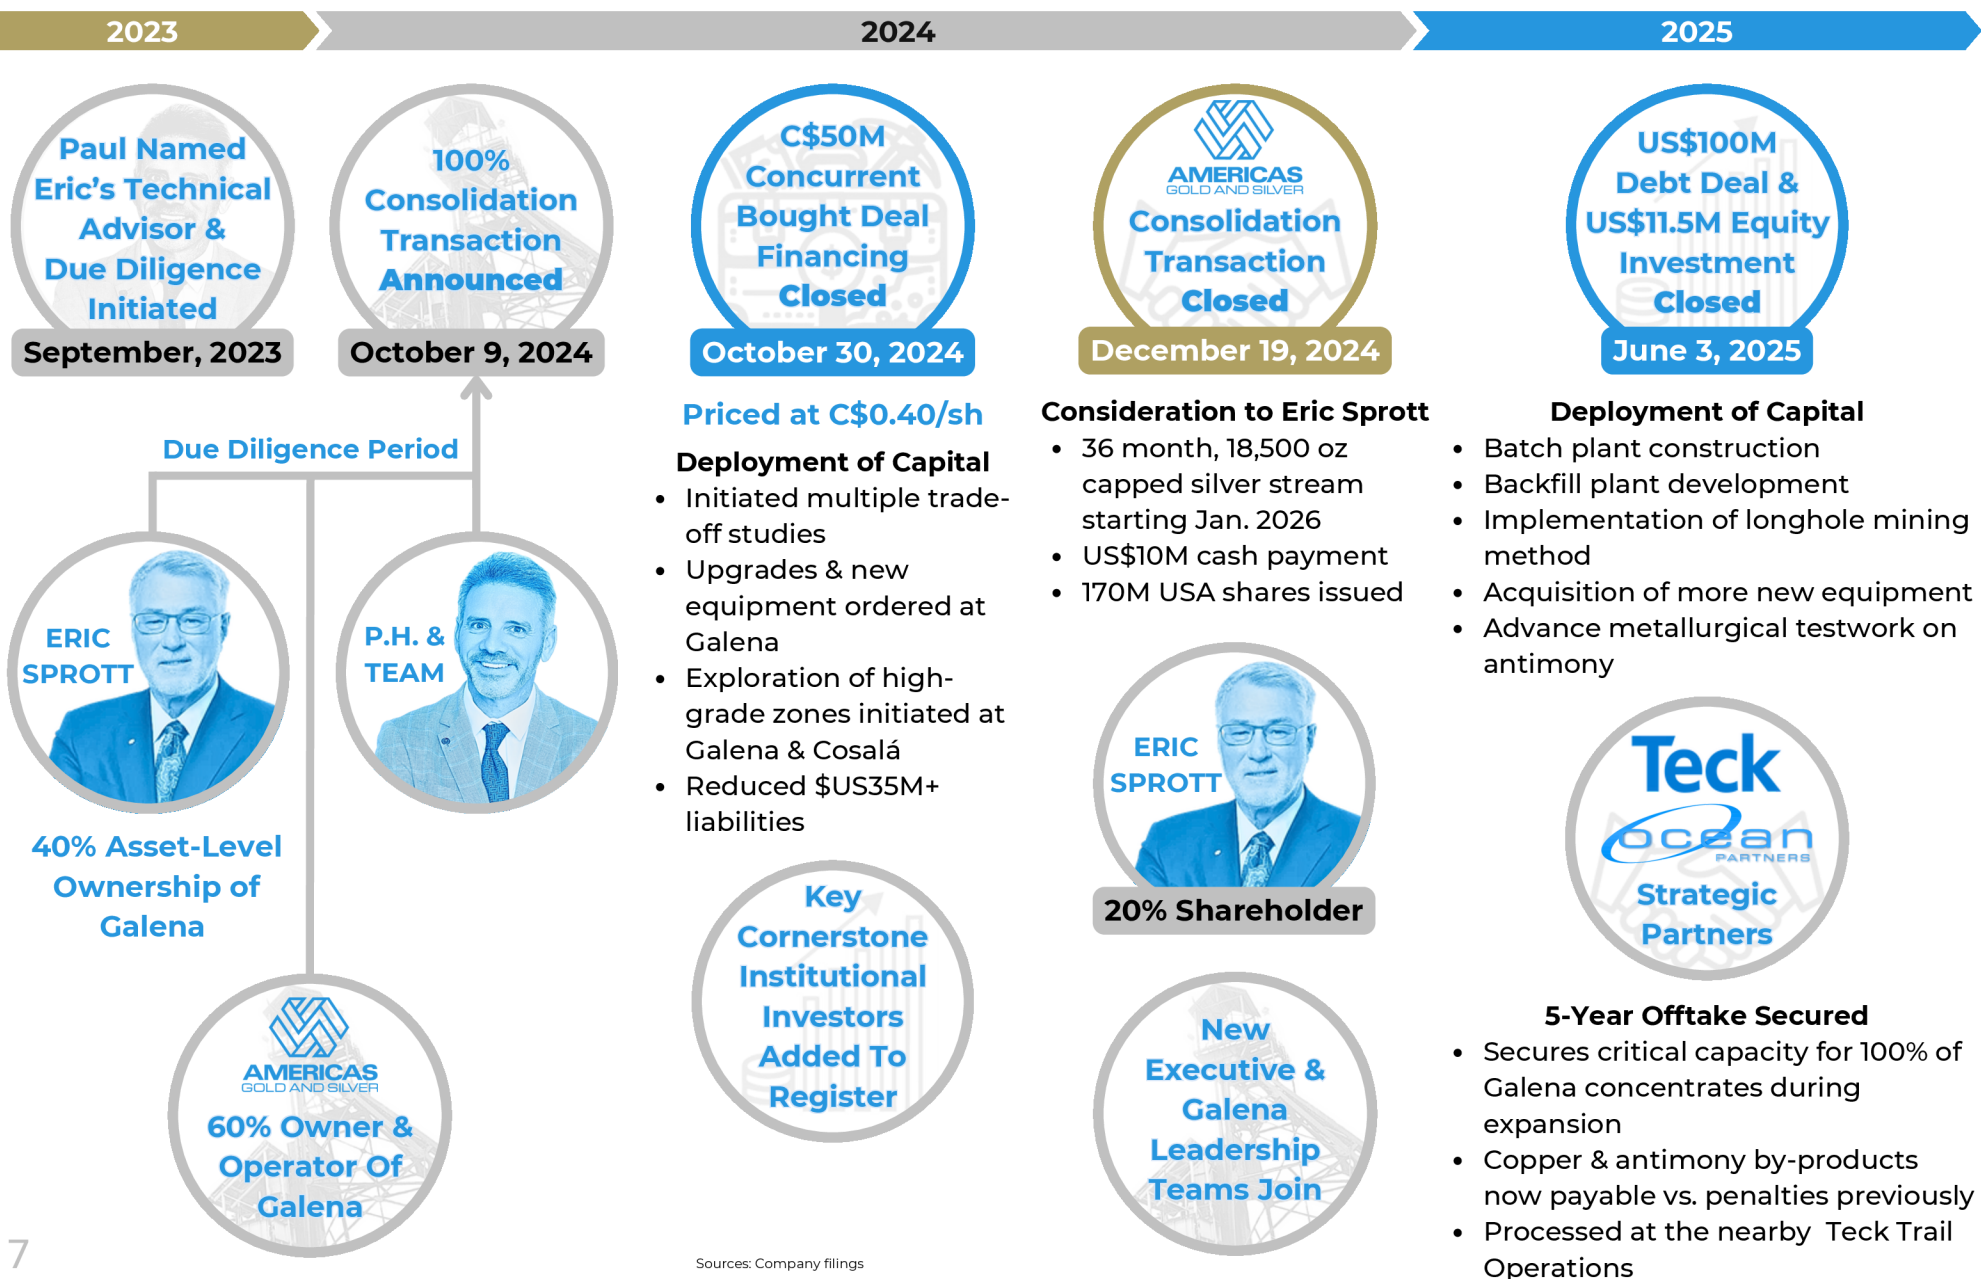 2023
2024
2025
Paul Named
Eric’s Technical
Advisor &
Due Diligence
Initiated
September, 2023
100%
Consolidation
Transaction
Announced
October 9, 2024
Due Diligence Period
ERIC
SPROTT
40% Asset-Level
Ownership of
Galena
P.H. &
TEAM
AMERICAS
GOLD AND SILVER
60% Owner &
Operator Of
Galena
C$50M
Concurrent
Bought Deal
Financing
Closed
October 30, 2024
Priced at C$0.40/sh
Deployment of Capital
• Initiated multiple trade-
off studies
• Upgrades & new
equipment ordered at
Galena
• Exploration of high-
grade zones initiated at
Galena & Cosalá
• Reduced $US35M+
liabilities
Key
Cornerstone
Institutional
Investors
Added To
Register
AMERICAS
GOLD AND SILVER
Consolidation
Transaction
Closed
December 19, 2024
Consideration to Eric Sprott
• 36 month, 18,500 oz
capped silver stream
starting Jan. 2026
• US$10M cash payment
• 170M USA shares issued
ERIC
SPROTT
20% Shareholder
New
Executive &
Galena
Leadership
Teams Join
US$100M
Debt Deal &
US$11.5M Equity
Investment
Closed
June 3, 2025
Deployment of Capital
• Batch plant construction
• Backfill plant development
• Implementation of longhole mining
method
• Acquisition of more new equipment
• Advance metallurgical testwork on
antimony
Teck
ocean
PARTNERS
Strategic
Partners
5-Year Offtake Secured
• Secures critical capacity for 100% of
Galena concentrates during
expansion
• Copper & antimony by-products
now payable vs. penalties previously
• Processed at the nearby  Teck Trail
Operations
7
Sources: Company filings